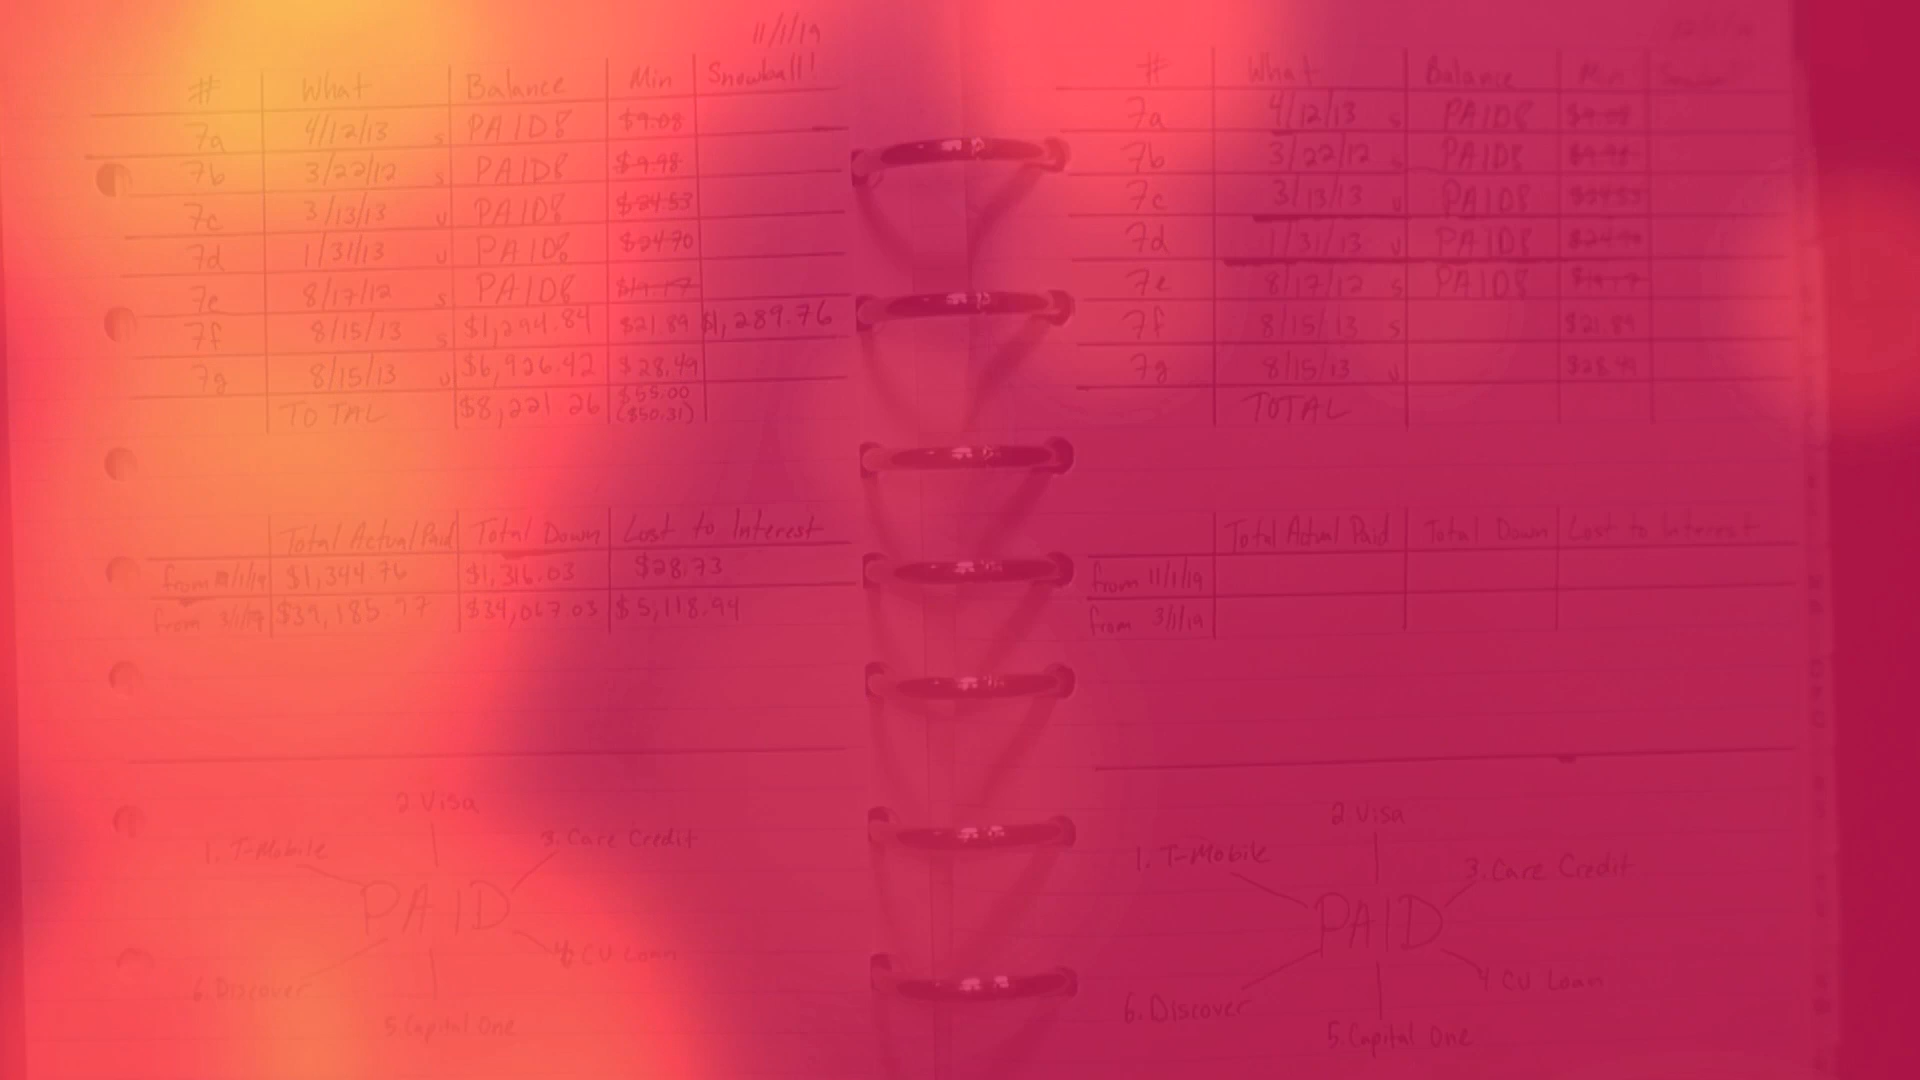 11/1/19
# What Balance Min Snowball!
7a 4/12/13 s PAID! $9.08
7b 3/22/12 s PAID! $9.98
7c 3/13/13 u PAID! $24.53
7d 1/31/13 u PAID! $24.70
7e 8/17/12 s PAID! $19.17
7f 8/15/13 s $1,294.84 $21.89 $1,289.76
7g 8/15/13 u $6,926.42 $28.49
TOTAL $8,221.26 $55.00
($50.31)
Total Actual Paid Total Down Lost to Interest
from 11/1/19 $1,344.76 $1,316.03 $28.73
from 3/1/19 $39,185.97 $34,067.03 $5,118.94
2. Visa
1. T-Mobile 3. Care Credit
PAID
6. Discover 4. CU Loan
5. Capital One
# What Balance Min
7a 4/12/13 s PAID!
7b 3/22/12 PAID!
7c 3/13/13 u PAID! $24.53
7d 1/31/13 u PAID! $24.70
7e 8/17/12 s PAID! $19.17
7f 8/15/13 s $21.89
7g 8/15/13 u $28.49
TOTAL
Total Actual Paid Total Down Lost to Interest
from 11/1/19
from 3/1/19
2. Visa
1. T-Mobile 3. Care Credit
PAID
6. Discover 4 CU Loan
5. Capital One